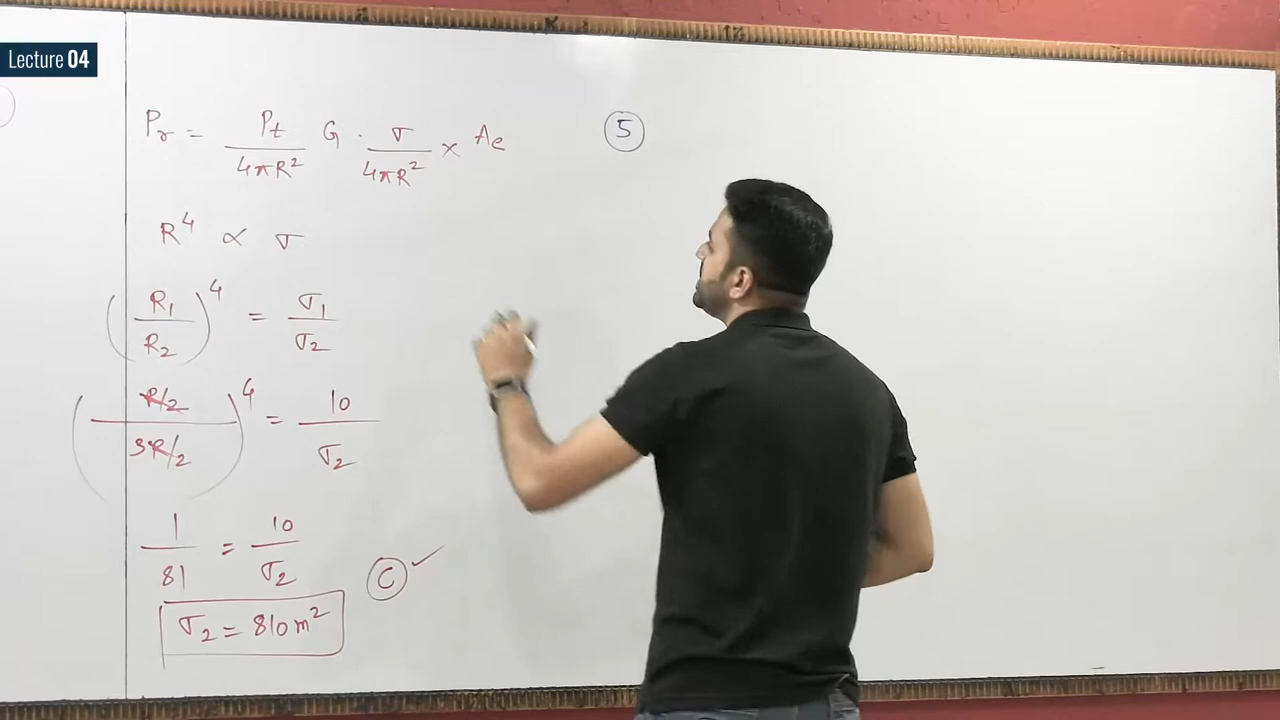 Lecture 04
Pr = Pt/4πR² G · σ/4πR² × Ae
R⁴ ∝ σ
(R₁/R₂)⁴ = σ₁/σ₂
(R/2 / 3R/2)⁴ = 10/σ₂
1/81 = 10/σ₂
σ₂ = 810 m²
C ✓
5